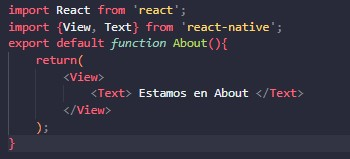 import React from 'react';
import {View, Text} from 'react-native';
export default function About(){
    return(
        <View>
            <Text> Estamos en About </Text>
        </View>
    );
}